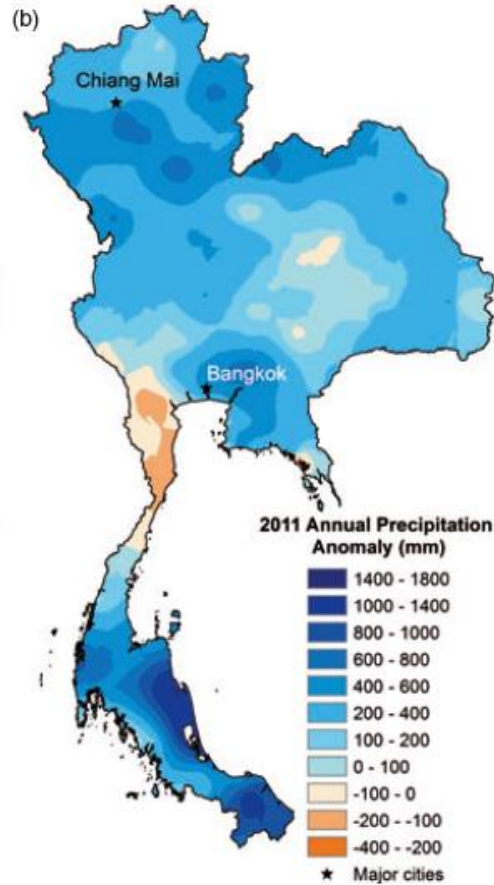 (b)
Chiang Mai
Bangkok
2011 Annual Precipitation
Anomaly (mm)
1400 - 1800
1000 - 1400
800 - 1000
600 - 800
400 - 600
200 - 400
100 - 200
0 - 100
-100 - 0
-200 - -100
-400 - -200
Major cities